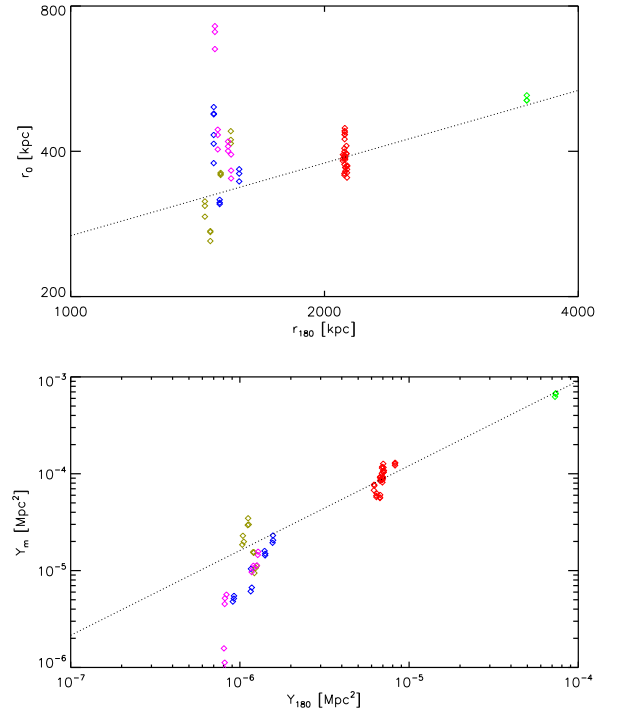 800
400
200
r₀ [kpc]
1000 2000 4000
r₁₈₀ [kpc]
10⁻³
10⁻⁴
10⁻⁵
10⁻⁶
Yₘ [Mpc²]
10⁻⁷ 10⁻⁶ 10⁻⁵ 10⁻⁴
Y₁₈₀ [Mpc²]